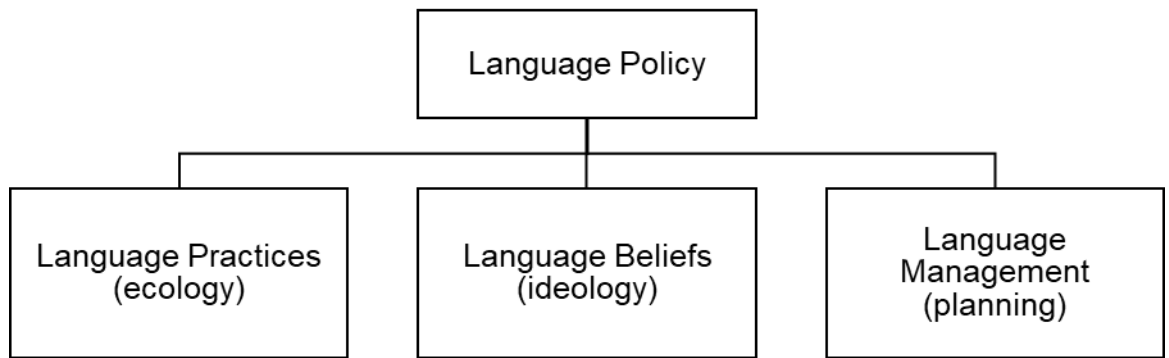 Language Policy
Language Practices
(ecology)
Language Beliefs
(ideology)
Language
Management
(planning)